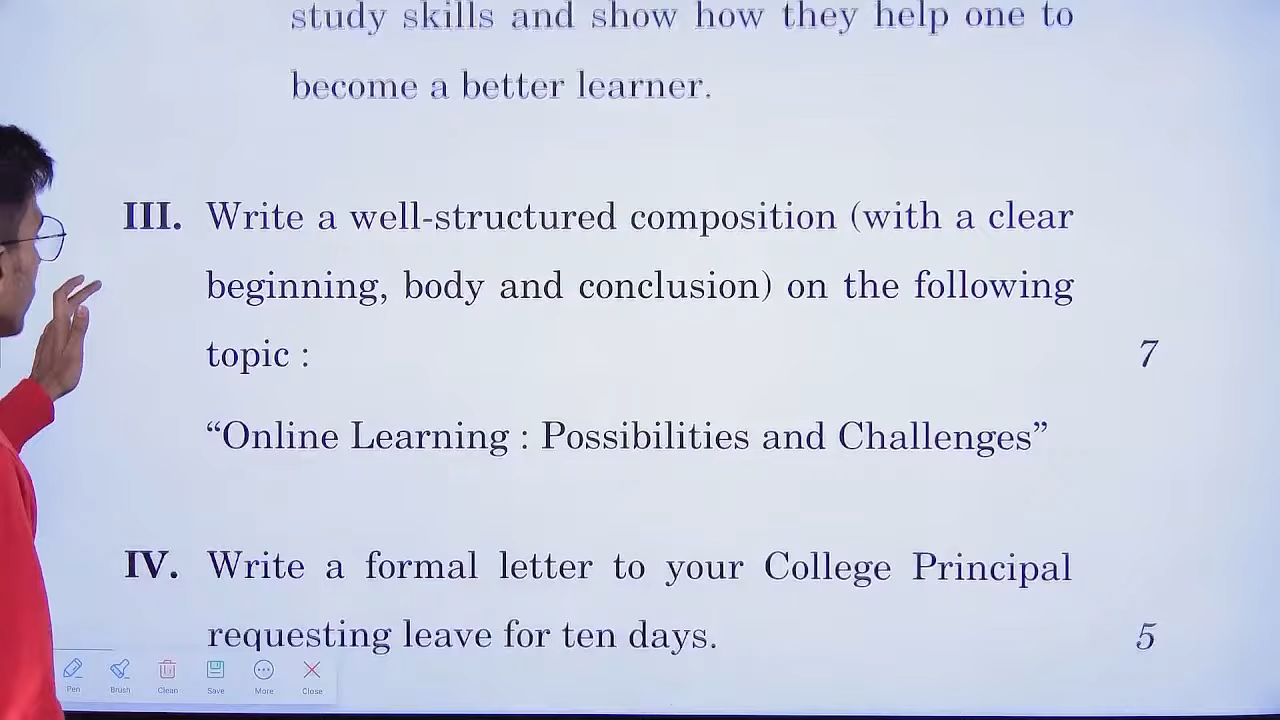 study skills and show how they help one to
become a better learner.
III. Write a well-structured composition (with a clear
beginning, body and conclusion) on the following
topic : 7
“Online Learning : Possibilities and Challenges”
IV. Write a formal letter to your College Principal
requesting leave for ten days. 5
Pen Brush Clean Save More Close